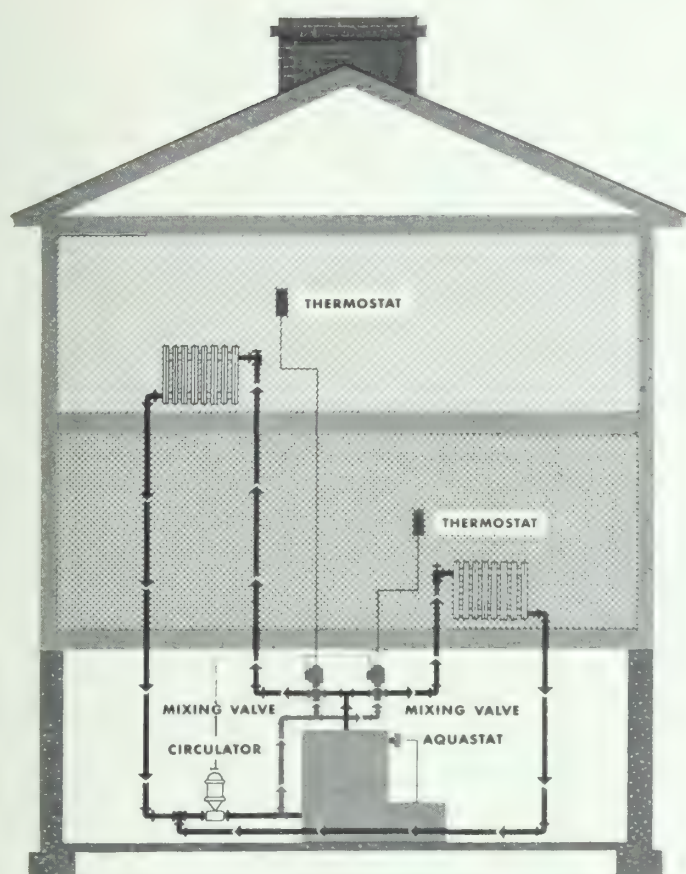 THERMOSTAT
THERMOSTAT
MIXING VALVE
MIXING VALVE
CIRCULATOR
AQUASTAT